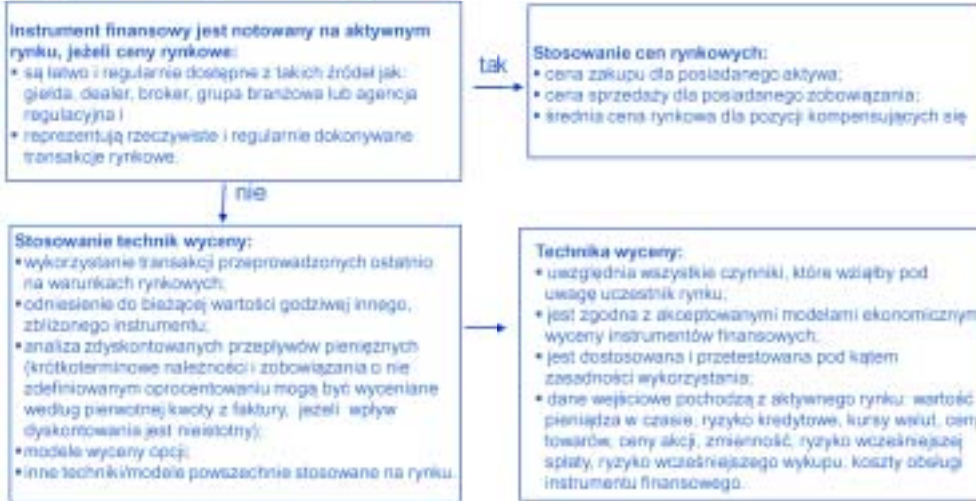 Instrument finansowy jest notowany na aktywnym
rynku, jeżeli ceny rynkowe:
• są łatwo i regularnie dostępne z takich źródeł jak:
giełda, dealer, broker, grupa branżowa lub agencja
regulacyjna i
• reprezentują rzeczywiste i regularnie dokonywane
transakcje rynkowe.
tak
Stosowanie cen rynkowych:
• cena zakupu dla posiadanego aktywa;
• cena sprzedaży dla posiadanego zobowiązania;
• średnia cena rynkowa dla pozycji kompensujących się
nie
Stosowanie technik wyceny:
• wykorzystanie transakcji przeprowadzonych ostatnio
na warunkach rynkowych;
• odniesienie do bieżącej wartości godziwej innego,
zbliżonego instrumentu;
• analiza zdyskontowanych przepływów pieniężnych
(krótkoterminowe należności i zobowiązania o nie
zdefiniowanym oprocentowaniu mogą być wyceniane
według pierwotnej kwoty z faktury, jeżeli wpływ
dyskontowania jest nieistotny);
• modele wyceny opcji;
• inne techniki/modele powszechnie stosowane na rynku.
Technika wyceny:
• uwzględnia wszystkie czynniki, które wziąłby pod
uwagę uczestnik rynku;
• jest zgodna z akceptowanymi modelami ekonomicznym
wyceny instrumentów finansowych;
• jest dostosowana i przetestowana pod kątem
zasadności wykorzystania;
• dane wejściowe pochodzą z aktywnego rynku: wartość
pieniądza w czasie, ryzyko kredytowe, kursy walut, ceny
towarów, ceny akcji, zmienność, ryzyko wcześniejszej
spłaty, ryzyko wcześniejszego wykupu, koszty obsługi
instrumentu finansowego.